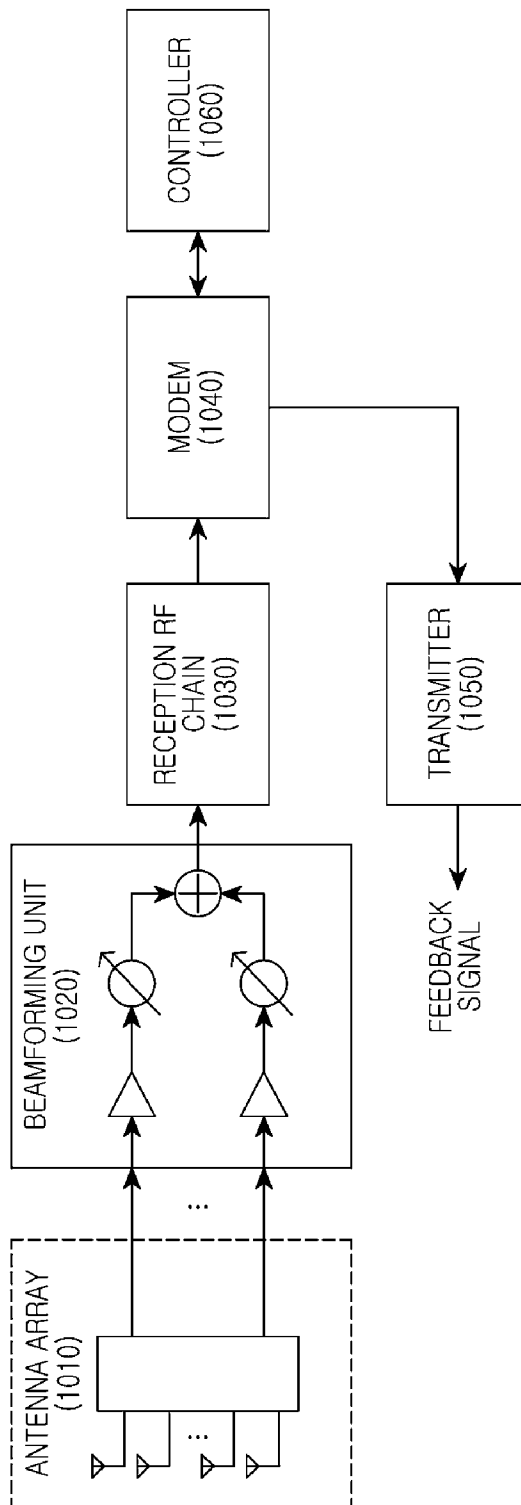 ANTENNA ARRAY
(1010)
...
...
BEAMFORMING UNIT
(1020)
RECEPTION RF
CHAIN
(1030)
MODEM
(1040)
CONTROLLER
(1060)
FEEDBACK
SIGNAL
TRANSMITTER
(1050)